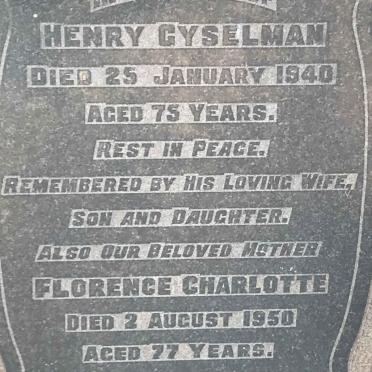 HENRY GYSELMAN
DIED 25 JANUARY 1940
AGED 75 YEARS.
REST IN PEACE.
REMEMBERED BY HIS LOVING WIFE,
SON AND DAUGHTER.
ALSO OUR BELOVED MOTHER
FLORENCE CHARLOTTE
DIED 2 AUGUST 1950
AGED 77 YEARS.